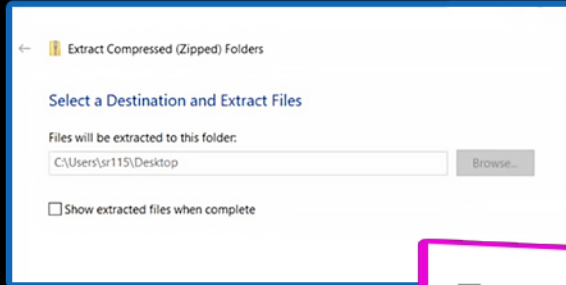 Extract Compressed (Zipped) Folders
Select a Destination and Extract Files
Files will be extracted to this folder:
C:\Users\sr115\Desktop
Browse...
Show extracted files when complete